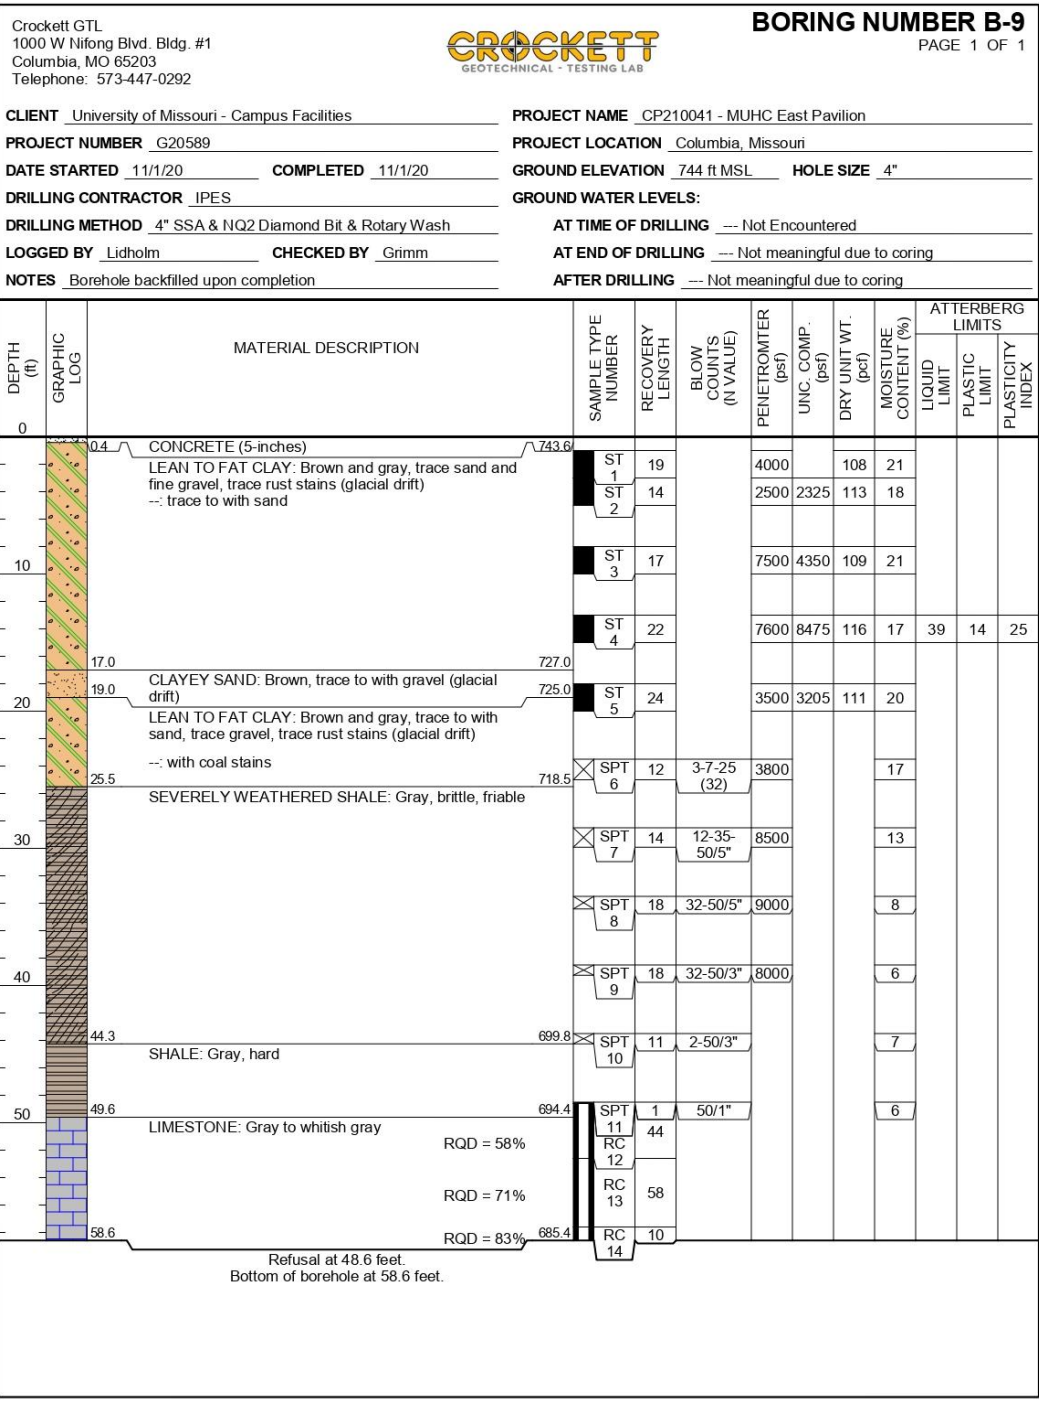 Crockett GTL
1000 W Nifong Blvd. Bldg. #1
Columbia, MO 65203
Telephone: 573-447-0292
CROCKETT
GEOTECHNICAL - TESTING LAB
BORING NUMBER B-9
PAGE 1 OF 1
CLIENT University of Missouri - Campus Facilities
PROJECT NAME CP210041 - MUHC East Pavilion
PROJECT NUMBER G20589
PROJECT LOCATION Columbia, Missouri
DATE STARTED 11/1/20 COMPLETED 11/1/20
GROUND ELEVATION 744 ft MSL HOLE SIZE 4"
DRILLING CONTRACTOR IPES
GROUND WATER LEVELS:
DRILLING METHOD 4" SSA & NQ2 Diamond Bit & Rotary Wash
AT TIME OF DRILLING --- Not Encountered
LOGGED BY Lidholm CHECKED BY Grimm
AT END OF DRILLING --- Not meaningful due to coring
NOTES Borehole backfilled upon completion
AFTER DRILLING --- Not meaningful due to coring
DEPTH
(ft)
GRAPHIC
LOG
MATERIAL DESCRIPTION
SAMPLE TYPE
NUMBER
RECOVERY
LENGTH
BLOW
COUNTS
(N VALUE)
PENETROMTER
(psf)
UNC. COMP.
(psf)
DRY UNIT WT.
(pcf)
MOISTURE
CONTENT (%)
ATTERBERG
LIMITS
LIQUID
LIMIT
PLASTIC
LIMIT
PLASTICITY
INDEX
0
0.4 CONCRETE (5-inches) 743.6
LEAN TO FAT CLAY: Brown and gray, trace sand and
fine gravel, trace rust stains (glacial drift)
--: trace to with sand
ST
1
19 4000 108 21
ST
2
14 2500 2325 113 18
10
ST
3
17 7500 4350 109 21
ST
4
22 7600 8475 116 17 39 14 25
17.0 727.0
CLAYEY SAND: Brown, trace to with gravel (glacial
drift)
19.0 725.0
20
ST
5
24 3500 3205 111 20
LEAN TO FAT CLAY: Brown and gray, trace to with
sand, trace gravel, trace rust stains (glacial drift)
--: with coal stains
SPT
6
12 3-7-25
(32)
3800 17
25.5 718.5
SEVERELY WEATHERED SHALE: Gray, brittle, friable
30
SPT
7
14 12-35-
50/5"
8500 13
SPT
8
18 32-50/5" 9000 8
40
SPT
9
18 32-50/3" 8000 6
44.3 699.8
SPT
10
11 2-50/3" 7
SHALE: Gray, hard
50
49.6 694.4
SPT
11
1 50/1" 6
LIMESTONE: Gray to whitish gray
RQD = 58%
RC
12
44
RQD = 71%
RC
13
58
58.6 RQD = 83% 685.4
RC
14
10
Refusal at 48.6 feet.
Bottom of borehole at 58.6 feet.